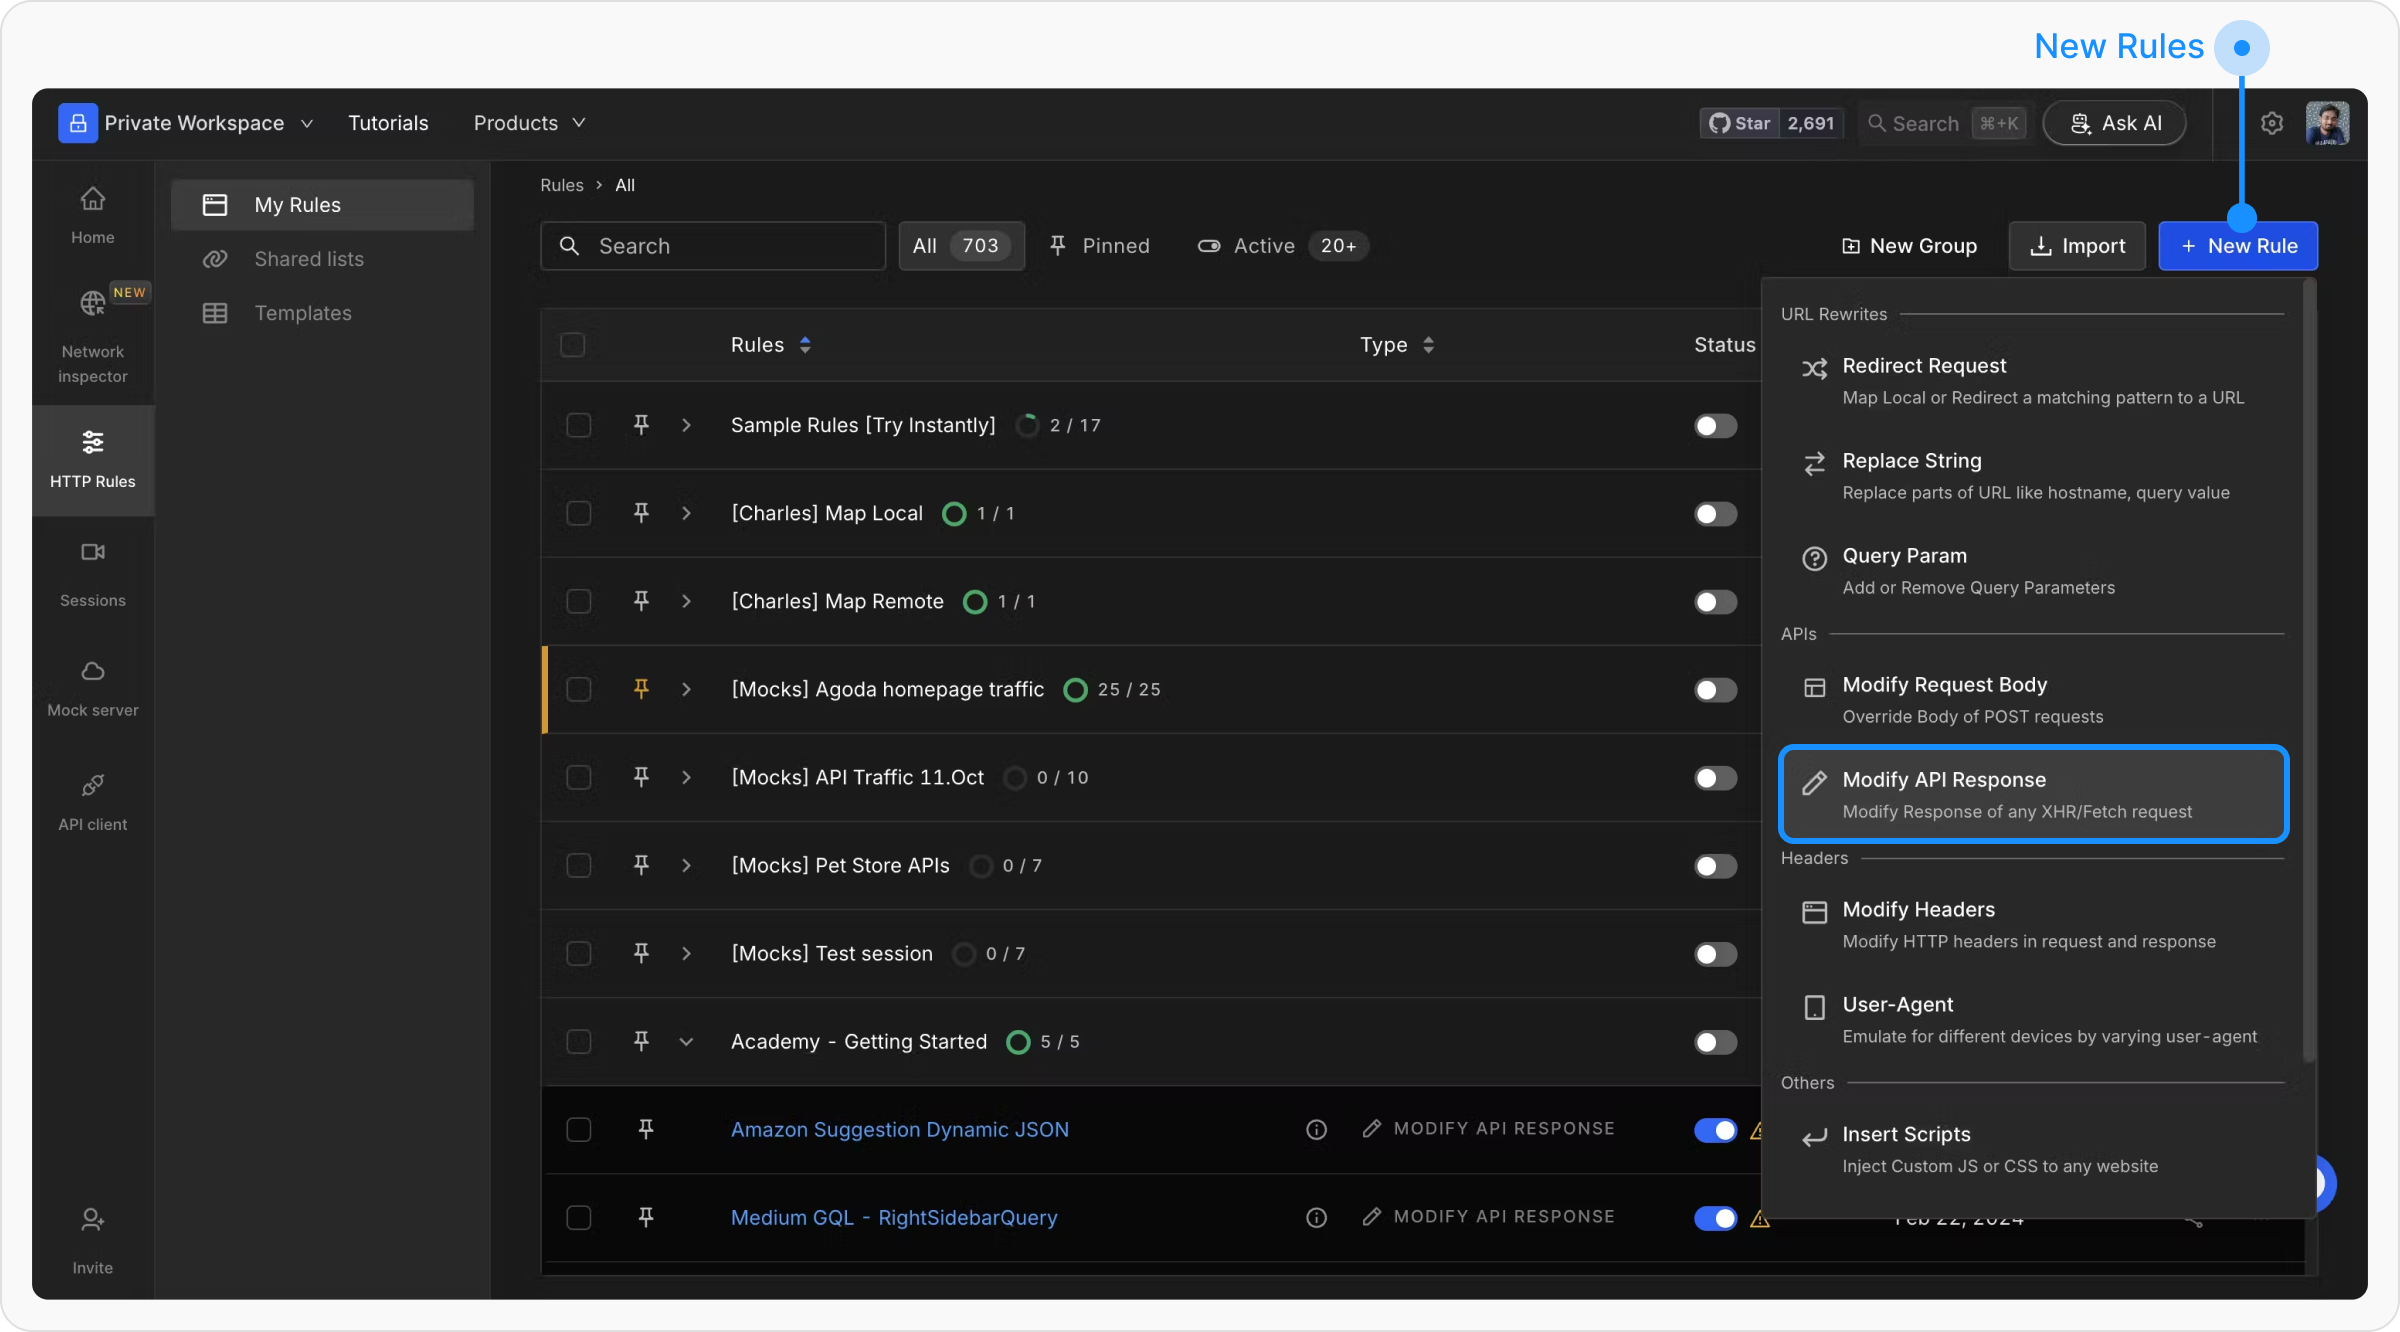 New Rules
Private Workspace
Tutorials
Products
Star 2,691
Search ⌘+K
Ask AI
Home
NEW
Network
inspector
HTTP Rules
Sessions
Mock server
API client
Invite
My Rules
Shared lists
Templates
Rules > All
Search
All 703
Pinned
Active 20+
New Group
Import
+ New Rule
Rules
Type
Status
Sample Rules [Try Instantly] 2 / 17
[Charles] Map Local 1 / 1
[Charles] Map Remote 1 / 1
[Mocks] Agoda homepage traffic 25 / 25
[Mocks] API Traffic 11.Oct 0 / 10
[Mocks] Pet Store APIs 0 / 7
[Mocks] Test session 0 / 7
Academy - Getting Started 5 / 5
Amazon Suggestion Dynamic JSON MODIFY API RESPONSE
Medium GQL - RightSidebarQuery MODIFY API RESPONSE Feb 22, 2024
URL Rewrites
Redirect Request
Map Local or Redirect a matching pattern to a URL
Replace String
Replace parts of URL like hostname, query value
Query Param
Add or Remove Query Parameters
APIs
Modify Request Body
Override Body of POST requests
Modify API Response
Modify Response of any XHR/Fetch request
Headers
Modify Headers
Modify HTTP headers in request and response
User-Agent
Emulate for different devices by varying user-agent
Others
Insert Scripts
Inject Custom JS or CSS to any website